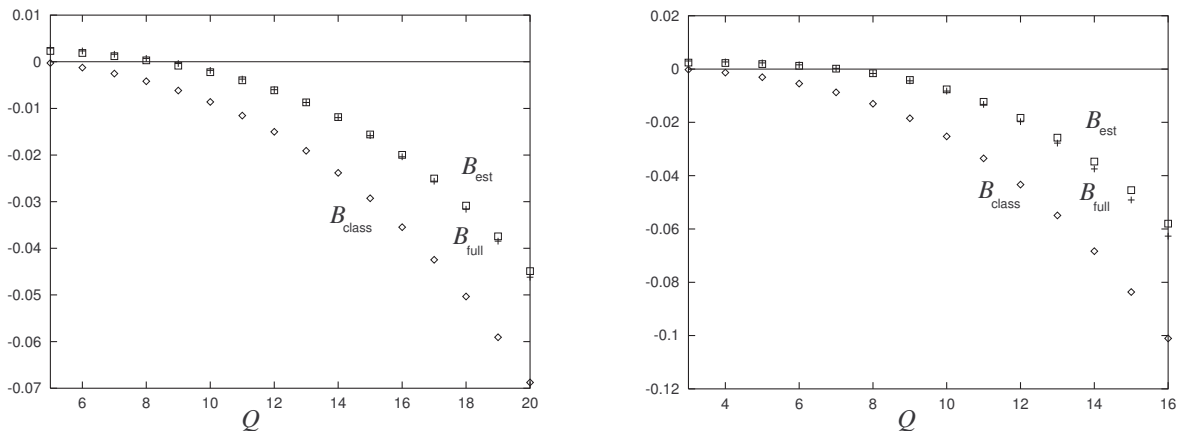 0.01
0
-0.01
-0.02
-0.03
-0.04
-0.05
-0.06
-0.07
6 8 10 12 14 16 18 20
Q
B_est
B_class
B_full
0.02
0
-0.02
-0.04
-0.06
-0.08
-0.1
-0.12
4 6 8 10 12 14 16
Q
B_est
B_class
B_full